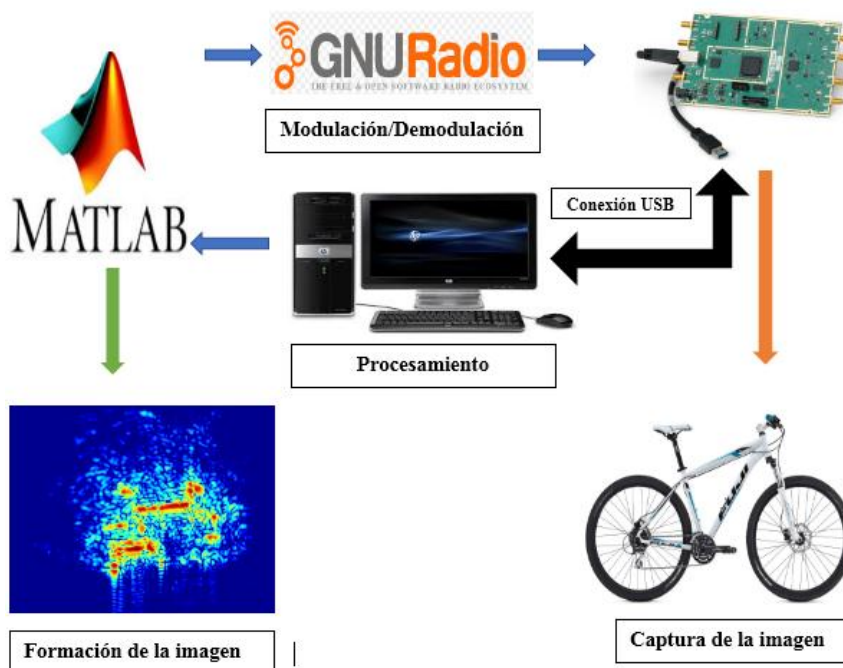 GNURadio
THE FREE & OPEN SOFTWARE RADIO ECOSYSTEM
Modulación/Demodulación
MATLAB
Conexión USB
Procesamiento
FUJI
Formación de la imagen
Captura de la imagen